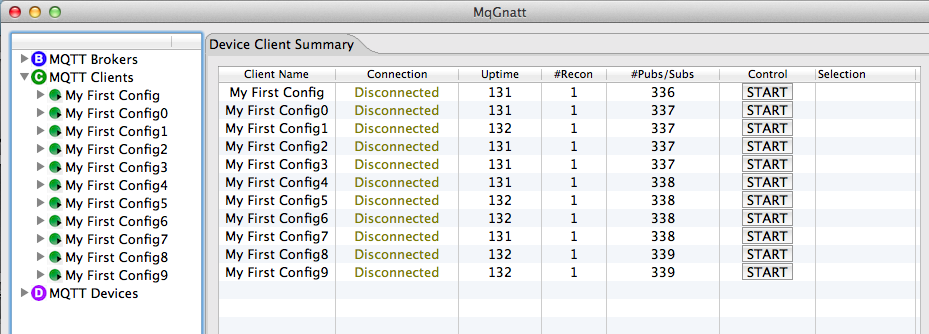 MqGnatt
MQTT Brokers
MQTT Clients
My First Config
My First Config0
My First Config1
My First Config2
My First Config3
My First Config4
My First Config5
My First Config6
My First Config7
My First Config8
My First Config9
MQTT Devices
Device Client Summary
Client Name Connection Uptime #Recon #Pubs/Subs Control Selection
My First Config Disconnected 131 1 336 START
My First Config0 Disconnected 131 1 337 START
My First Config1 Disconnected 132 1 337 START
My First Config2 Disconnected 131 1 337 START
My First Config3 Disconnected 131 1 337 START
My First Config4 Disconnected 131 1 338 START
My First Config5 Disconnected 132 1 338 START
My First Config6 Disconnected 132 1 338 START
My First Config7 Disconnected 131 1 338 START
My First Config8 Disconnected 132 1 339 START
My First Config9 Disconnected 132 1 339 START